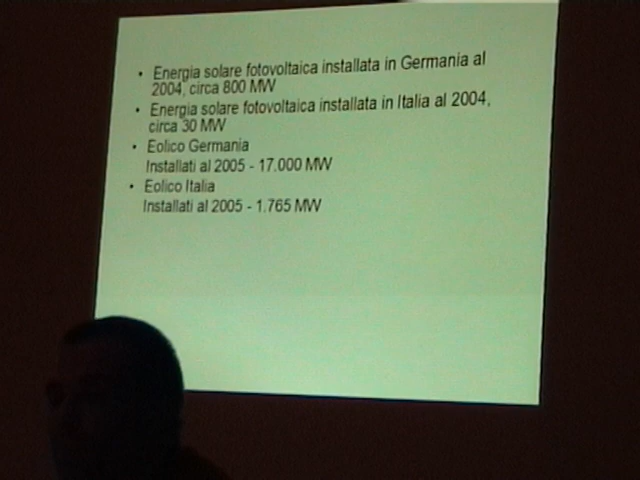 • Energia solare fotovoltaica installata in Germania al
2004, circa 800 MW
• Energia solare fotovoltaica installata in Italia al 2004,
circa 30 MW
• Eolico Germania
Installati al 2005 - 17.000 MW
• Eolico Italia
Installati al 2005 - 1.765 MW